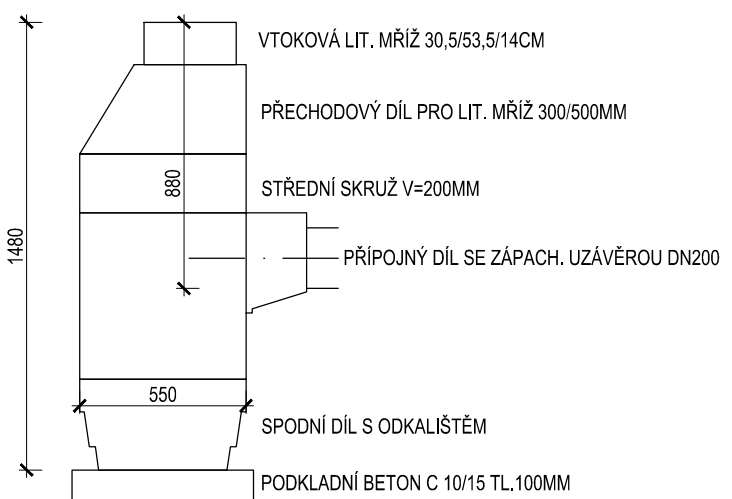 VTOKOVÁ LIT. MŘÍŽ 30,5/53,5/14CM
PŘECHODOVÝ DÍL PRO LIT. MŘÍŽ 300/500MM
880
STŘEDNÍ SKRUŽ V=200MM
1480
PŘÍPOJNÝ DÍL SE ZÁPACH. UZÁVĚROU DN200
550
SPODNÍ DÍL S ODKALIŠTĚM
PODKLADNÍ BETON C 10/15 TL.100MM